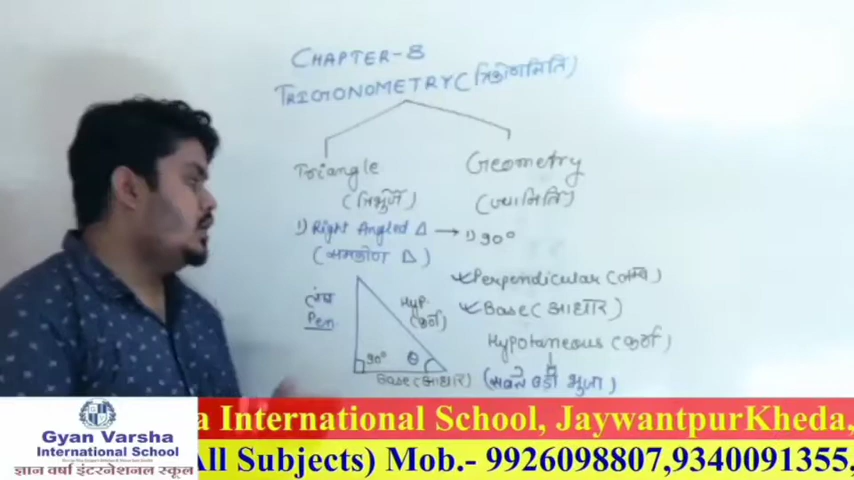 CHAPTER-8
TRIGONOMETRY (त्रिकोणमिति)
Triangle
Geometry
(त्रिभुज)
(ज्यामिति)
1) Right Angled Δ → 1) 90°
(समकोण Δ)
Perpendicular (लम्ब)
Base (आधार)
Hypotaneous (कर्ण)
(सबसे बड़ी भुजा)
लंब
Pen.
Hyp.
(कर्ण)
90° θ
Base (आधार)
Gyan Varsha
International School
ज्ञान वर्षा इंटरनेशनल स्कूल
a International School, JaywantpurKheda,
All Subjects) Mob.- 9926098807,9340091355,